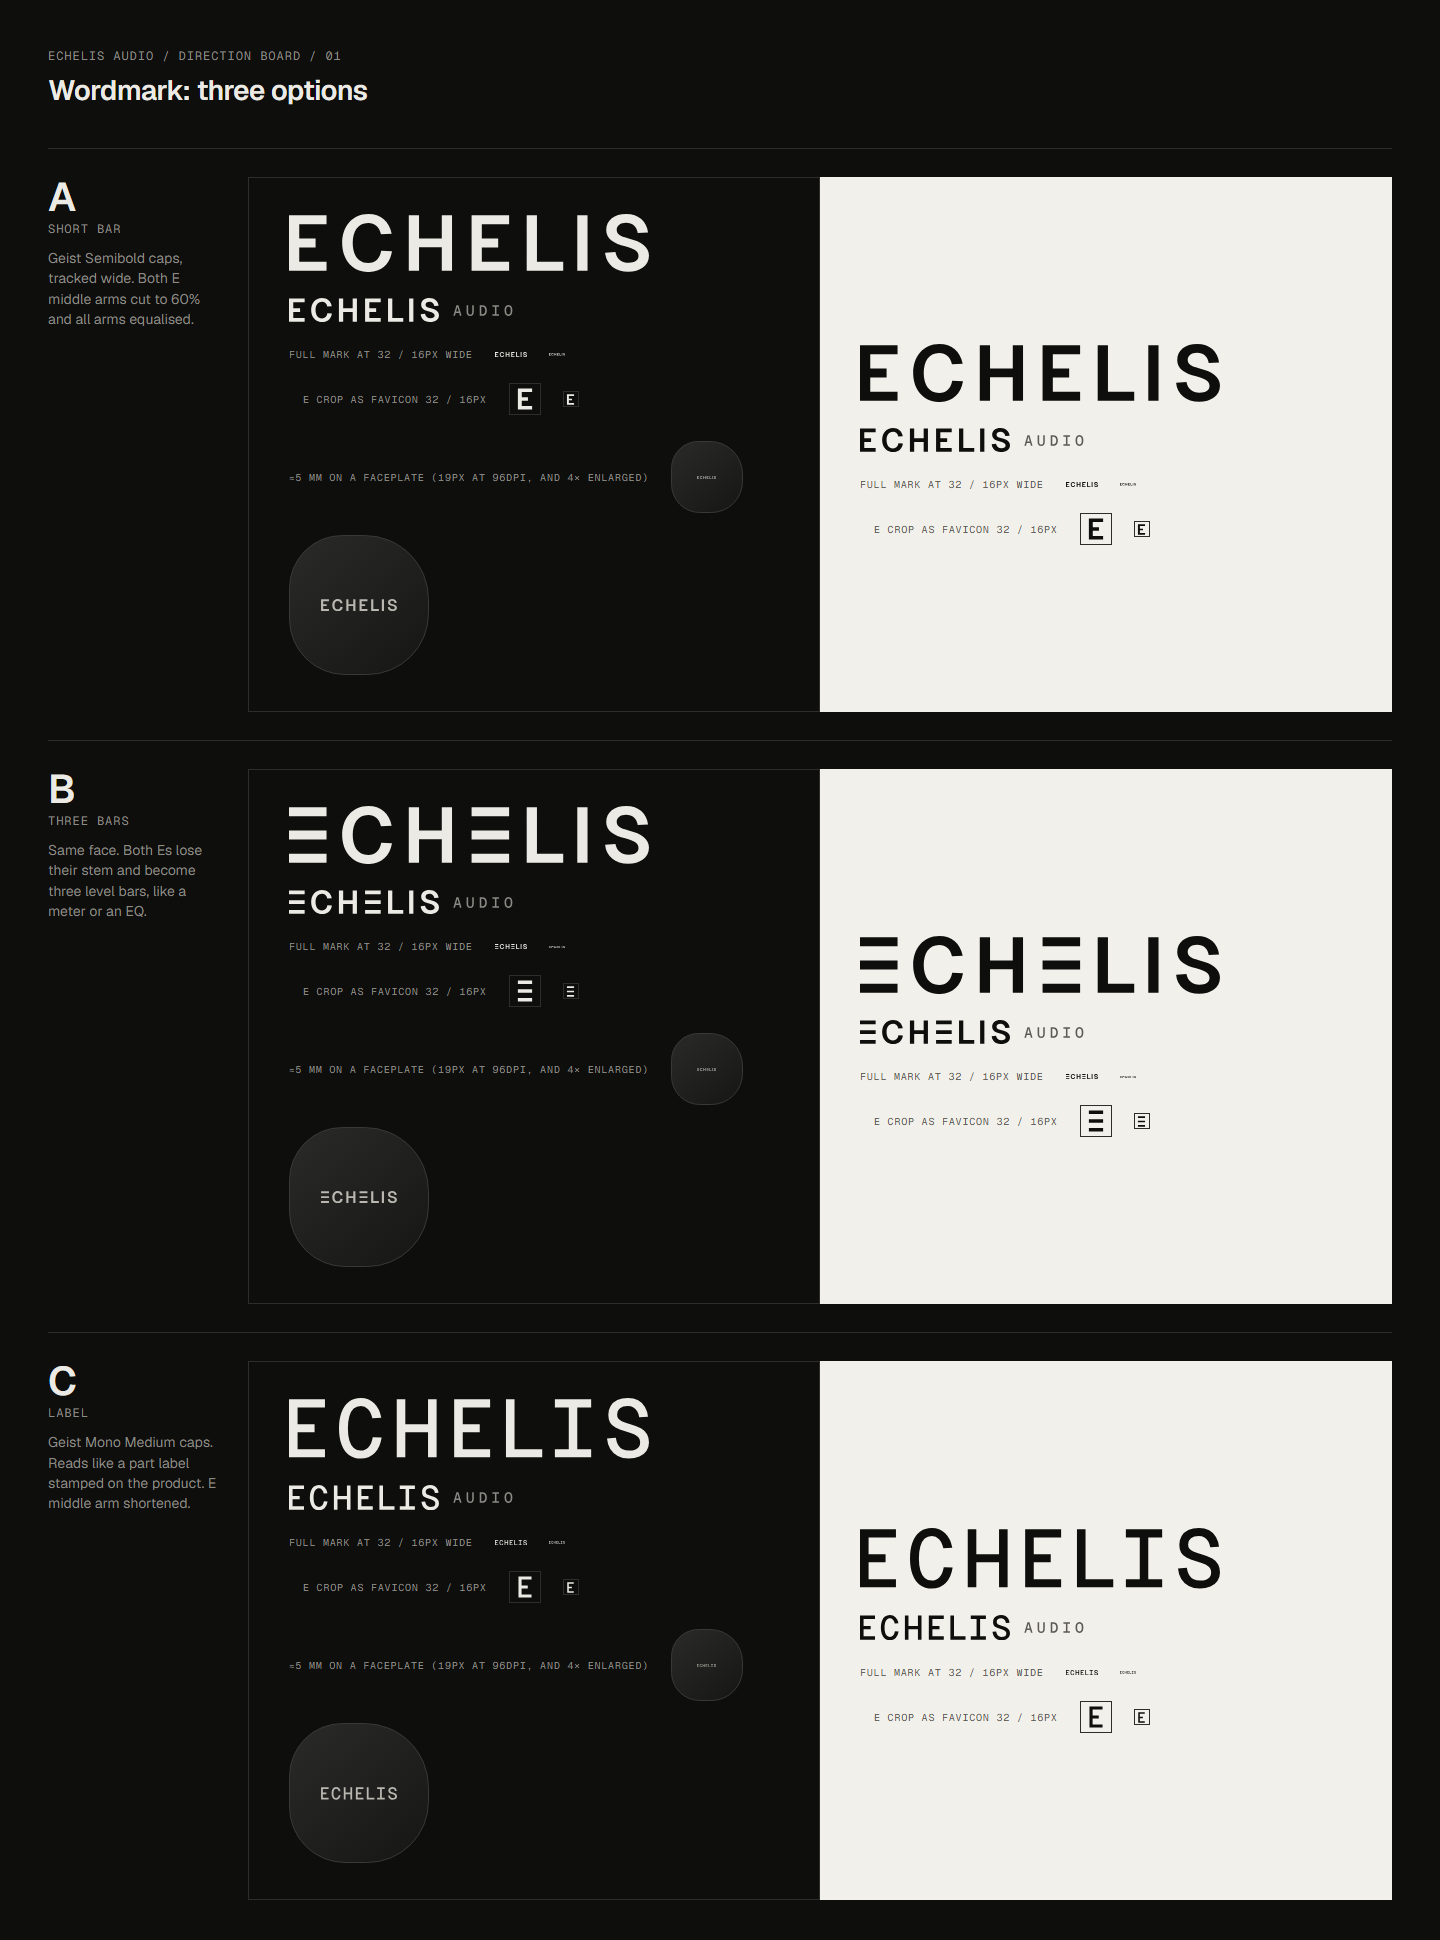 ECHELIS AUDIO / DIRECTION BOARD / 01
Wordmark: three options
A
SHORT BAR
Geist Semibold caps,
tracked wide. Both E
middle arms cut to 60%
and all arms equalised.
ECHELIS
ECHELIS AUDIO
FULL MARK AT 32 / 16PX WIDE ECHELIS ECHELIS
E CROP AS FAVICON 32 / 16PX E E
≈5 MM ON A FACEPLATE (19PX AT 96DPI, AND 4× ENLARGED) ECHELIS
ECHELIS
ECHELIS
ECHELIS AUDIO
FULL MARK AT 32 / 16PX WIDE ECHELIS ECHELIS
E CROP AS FAVICON 32 / 16PX E E
B
THREE BARS
Same face. Both Es lose
their stem and become
three level bars, like a
meter or an EQ.
ECHELIS
ECHELIS AUDIO
FULL MARK AT 32 / 16PX WIDE ECHELIS
E CROP AS FAVICON 32 / 16PX E E
≈5 MM ON A FACEPLATE (19PX AT 96DPI, AND 4× ENLARGED) ECHELIS
ECHELIS
ECHELIS
ECHELIS AUDIO
FULL MARK AT 32 / 16PX WIDE ECHELIS
E CROP AS FAVICON 32 / 16PX E E
C
LABEL
Geist Mono Medium caps.
Reads like a part label
stamped on the product. E
middle arm shortened.
ECHELIS
ECHELIS AUDIO
FULL MARK AT 32 / 16PX WIDE ECHELIS ECHELIS
E CROP AS FAVICON 32 / 16PX E E
≈5 MM ON A FACEPLATE (19PX AT 96DPI, AND 4× ENLARGED) ECHELIS
ECHELIS
ECHELIS
ECHELIS AUDIO
FULL MARK AT 32 / 16PX WIDE ECHELIS ECHELIS
E CROP AS FAVICON 32 / 16PX E E